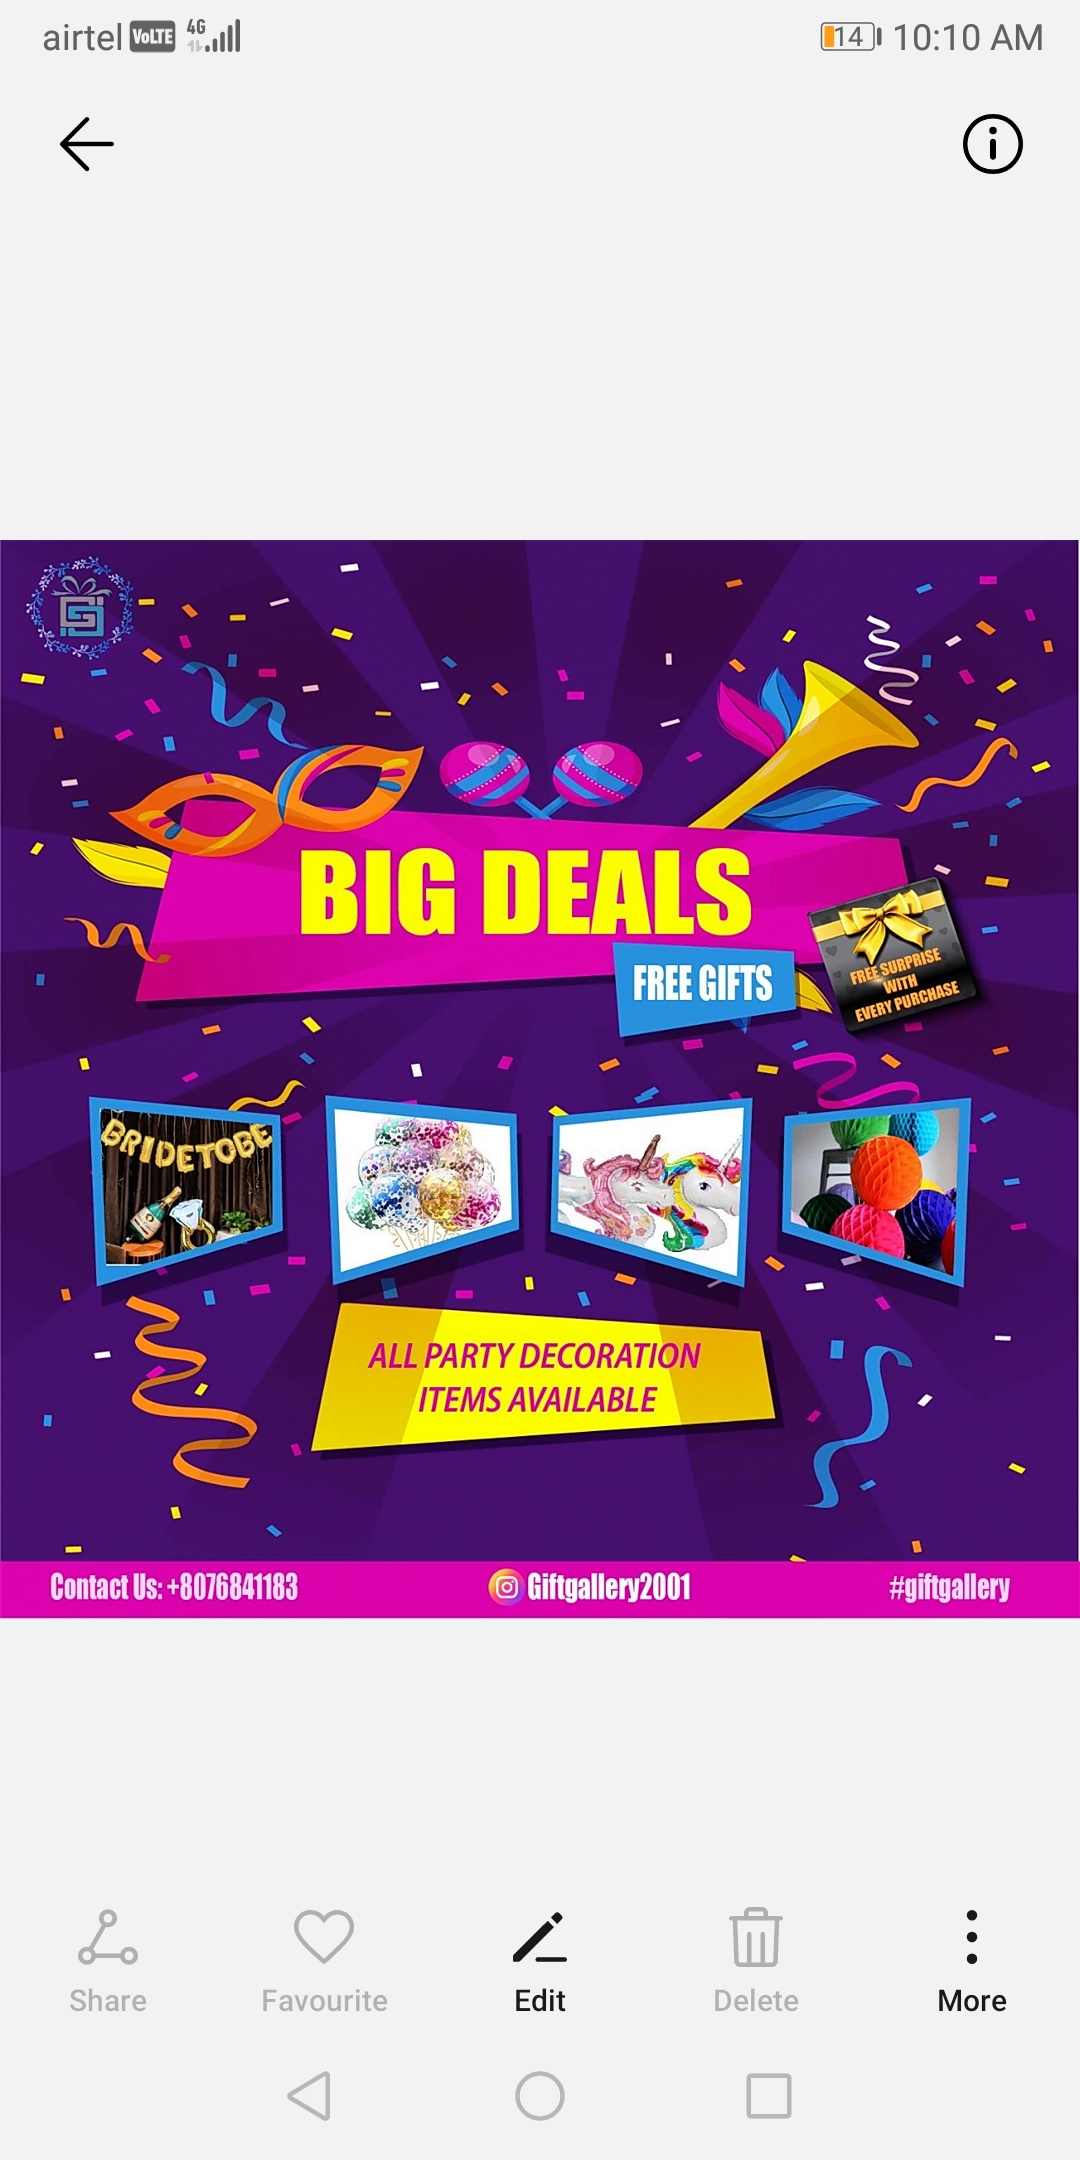 airtel VoLTE 4G 14 10:10 AM
BIG DEALS
FREE GIFTS
FREE SURPRISE
WITH
EVERY PURCHASE
BRIDETOBE
ALL PARTY DECORATION
ITEMS AVAILABLE
Contact Us: +8076841183 Giftgallery2001 #giftgallery
Share Favourite Edit Delete More